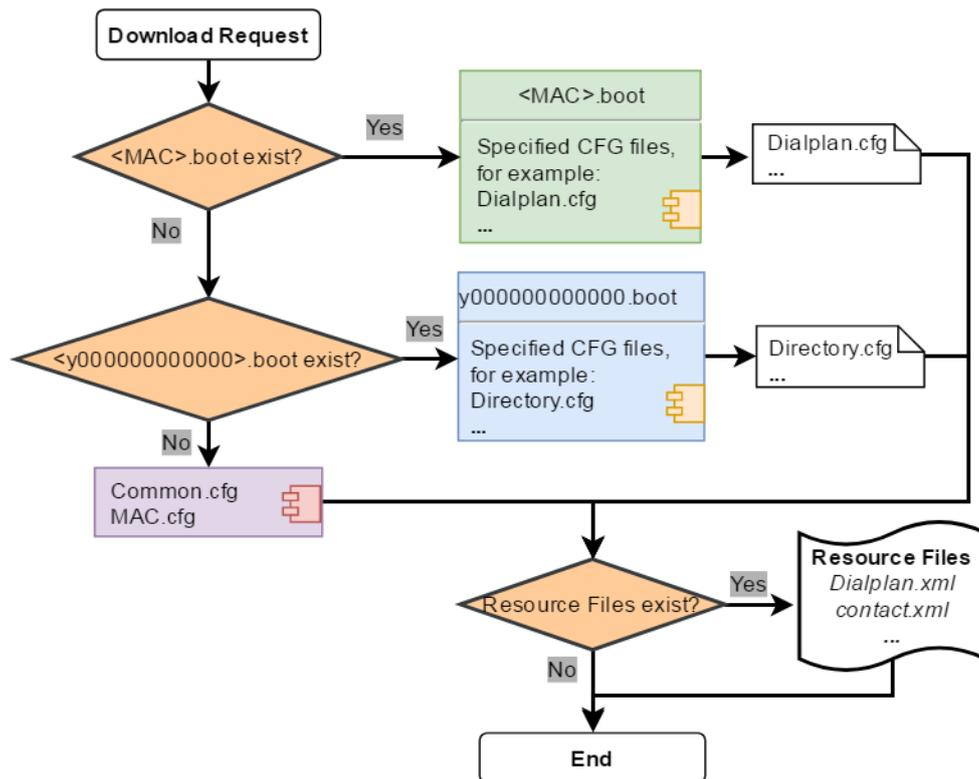 Download Request
<MAC>.boot exist?
Yes
<MAC>.boot
Specified CFG files,
for example:
Dialplan.cfg
...
Dialplan.cfg
...
No
<y000000000000>.boot exist?
Yes
y000000000000.boot
Specified CFG files,
for example:
Directory.cfg
...
Directory.cfg
...
No
Common.cfg
MAC.cfg
Resource Files exist?
Yes
Resource Files
Dialplan.xml
contact.xml
...
No
End